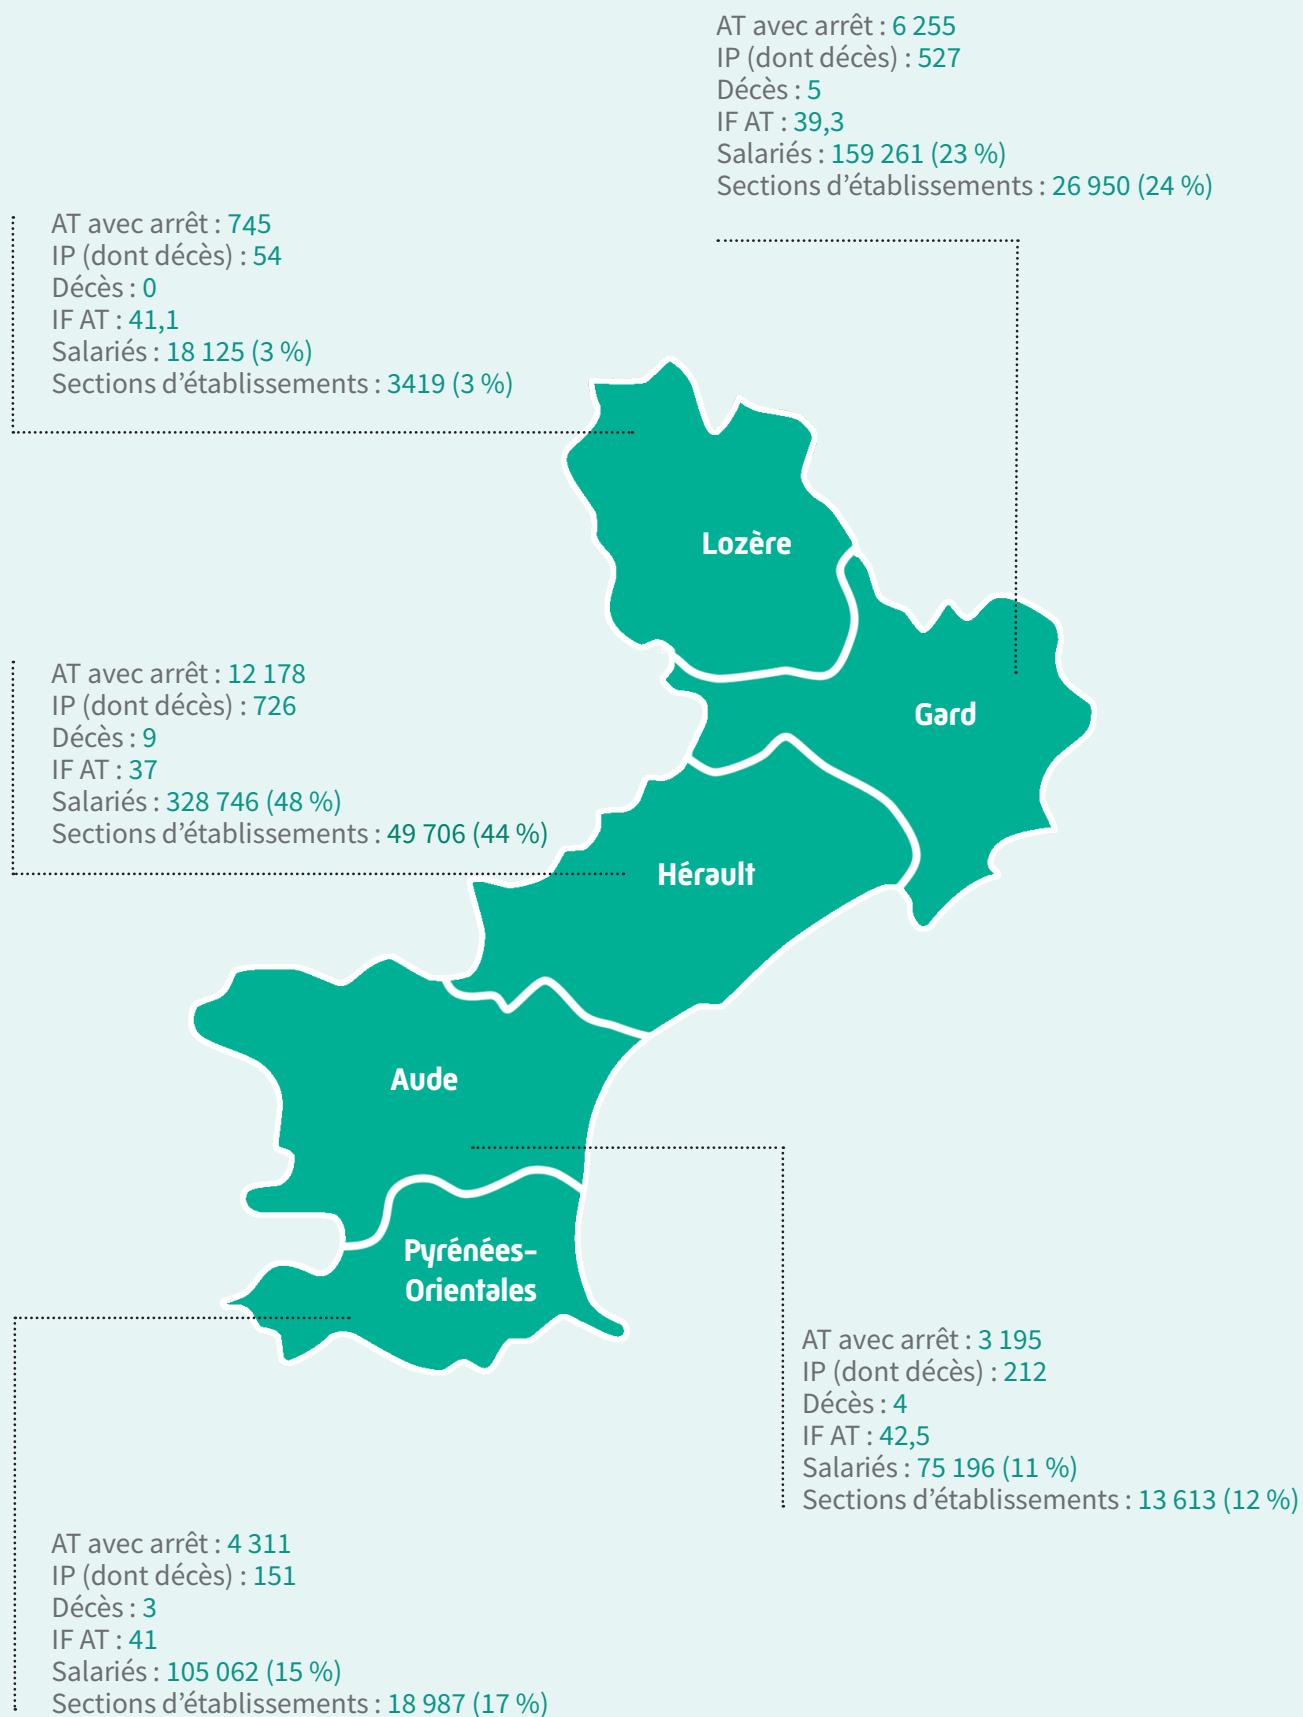 AT avec arrêt : 6 255
IP (dont décès) : 527
Décès : 5
IF AT : 39,3
Salariés : 159 261 (23 %)
Sections d’établissements : 26 950 (24 %)
AT avec arrêt : 745
IP (dont décès) : 54
Décès : 0
IF AT : 41,1
Salariés : 18 125 (3 %)
Sections d’établissements : 3419 (3 %)
Lozère
AT avec arrêt : 12 178
IP (dont décès) : 726
Décès : 9
IF AT : 37
Salariés : 328 746 (48 %)
Sections d’établissements : 49 706 (44 %)
Gard
Hérault
Aude
Pyrénées-
Orientales
AT avec arrêt : 3 195
IP (dont décès) : 212
Décès : 4
IF AT : 42,5
Salariés : 75 196 (11 %)
Sections d’établissements : 13 613 (12 %)
AT avec arrêt : 4 311
IP (dont décès) : 151
Décès : 3
IF AT : 41
Salariés : 105 062 (15 %)
Sections d’établissements : 18 987 (17 %)